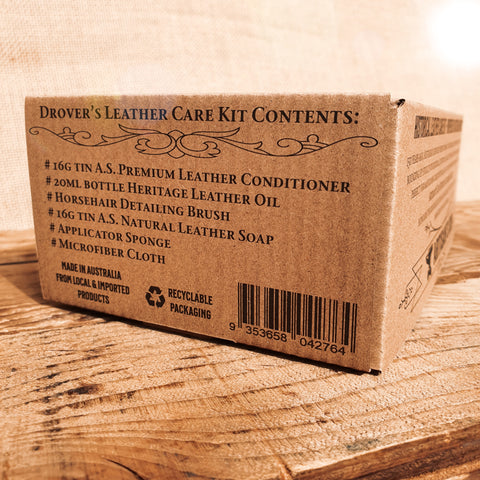 Drover's Leather Care Kit Contents:
# 16g tin A.S. Premium Leather Conditioner
# 20ml bottle Heritage Leather Oil
# Horsehair Detailing Brush
# 16g tin A.S. Natural Leather Soap
# Applicator Sponge
# Microfiber Cloth
MADE IN AUSTRALIA
FROM LOCAL & IMPORTED
PRODUCTS
RECYCLABLE
PACKAGING
9 353658 042764